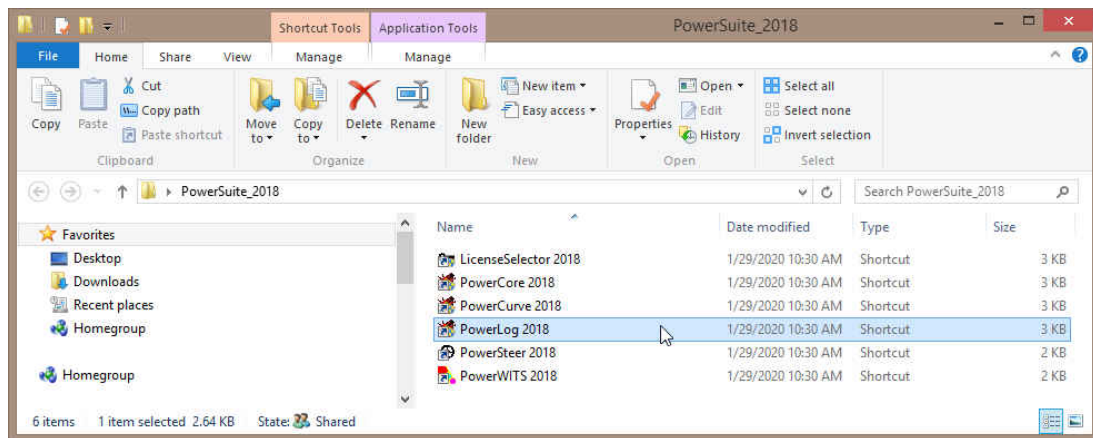 Shortcut Tools Application Tools PowerSuite_2018
File Home Share View Manage Manage
Copy
Paste
Cut
Copy path
Paste shortcut
Clipboard
Move to
Copy to
Delete
Rename
Organize
New folder
New item
Easy access
New
Properties
Open
Edit
History
Open
Select all
Select none
Invert selection
Select
PowerSuite_2018 Search PowerSuite_2018
Favorites
Desktop
Downloads
Recent places
Homegroup
Homegroup
Name Date modified Type Size
LicenseSelector 2018 1/29/2020 10:30 AM Shortcut 3 KB
PowerCore 2018 1/29/2020 10:30 AM Shortcut 3 KB
PowerCurve 2018 1/29/2020 10:30 AM Shortcut 3 KB
PowerLog 2018 1/29/2020 10:30 AM Shortcut 3 KB
PowerSteer 2018 1/29/2020 10:30 AM Shortcut 2 KB
PowerWITS 2018 1/29/2020 10:30 AM Shortcut 2 KB
6 items 1 item selected 2.64 KB State: Shared